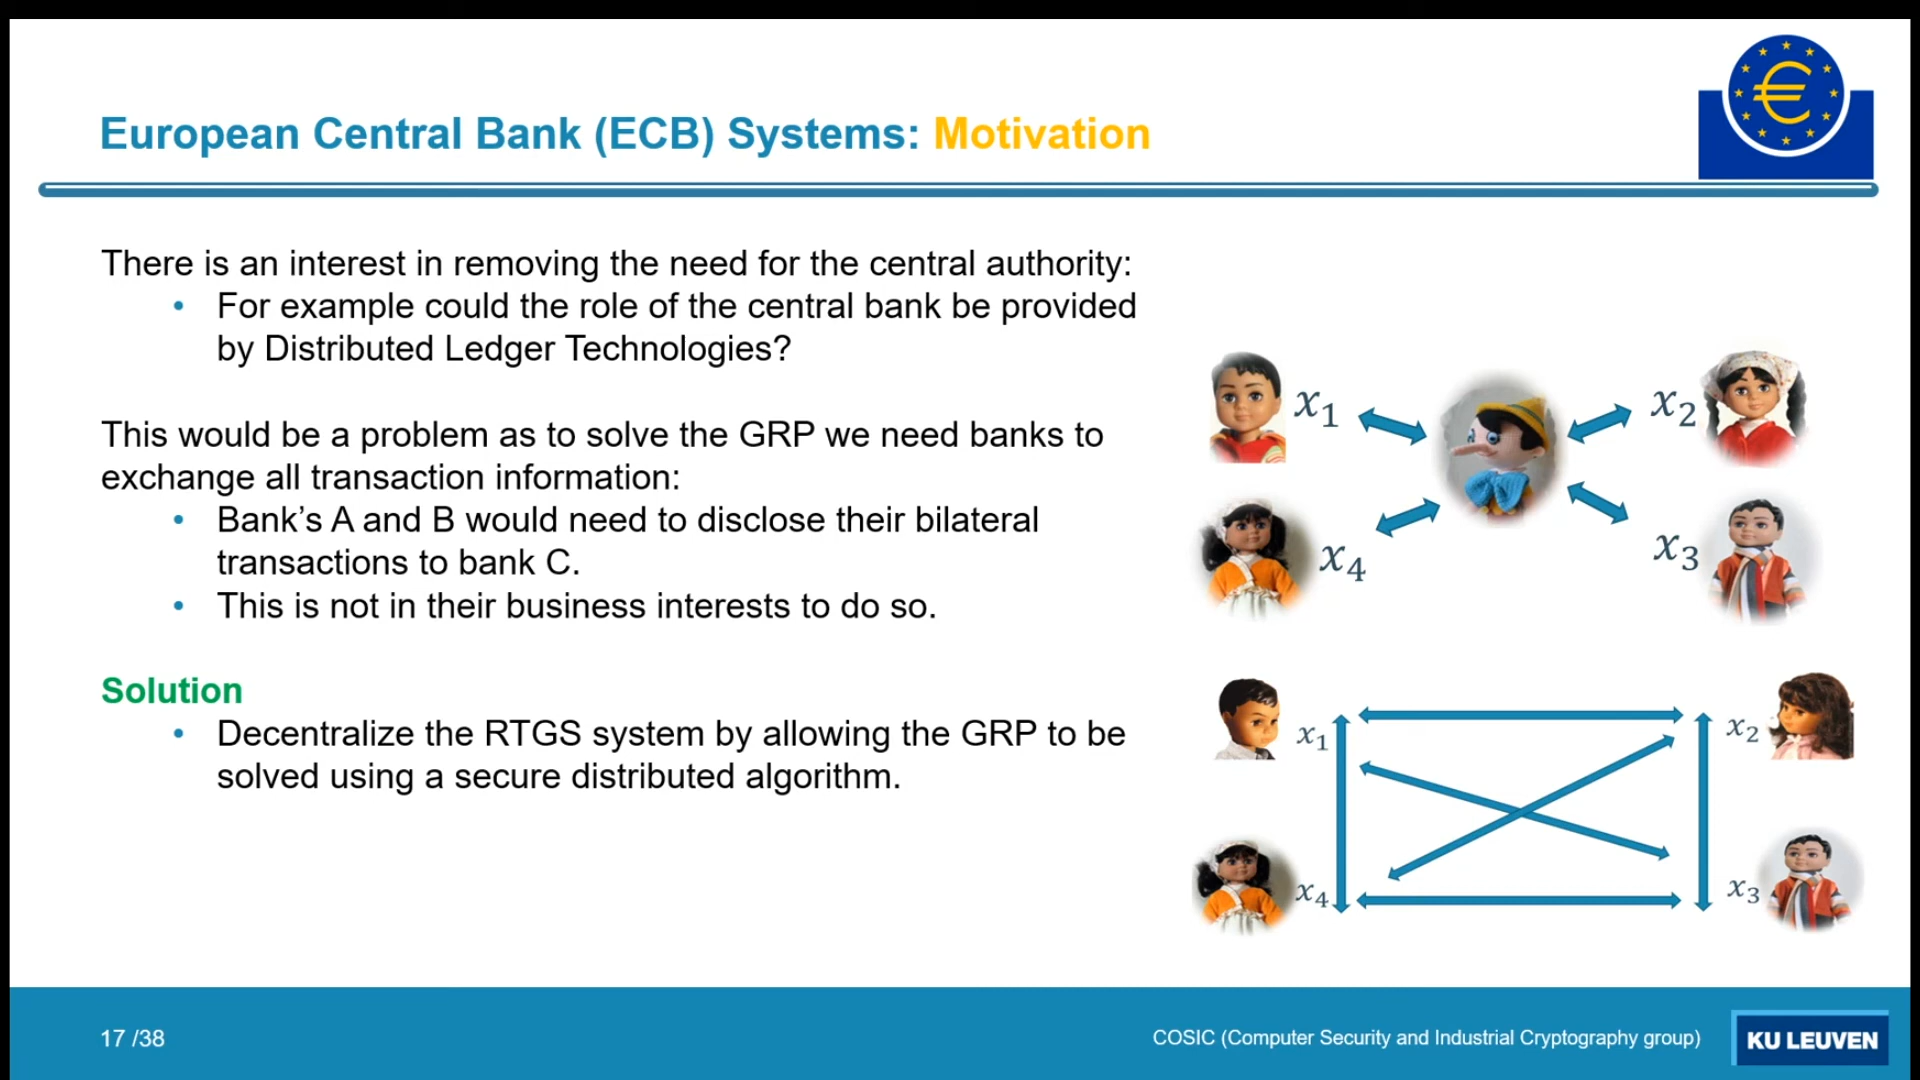 European Central Bank (ECB) Systems: Motivation
There is an interest in removing the need for the central authority:
• For example could the role of the central bank be provided
by Distributed Ledger Technologies?
This would be a problem as to solve the GRP we need banks to
exchange all transaction information:
• Bank’s A and B would need to disclose their bilateral
transactions to bank C.
• This is not in their business interests to do so.
Solution
• Decentralize the RTGS system by allowing the GRP to be
solved using a secure distributed algorithm.
€
x₁
x₂
x₄
x₃
x₁
x₂
x₄
x₃
17 /38
COSIC (Computer Security and Industrial Cryptography group)
KU LEUVEN